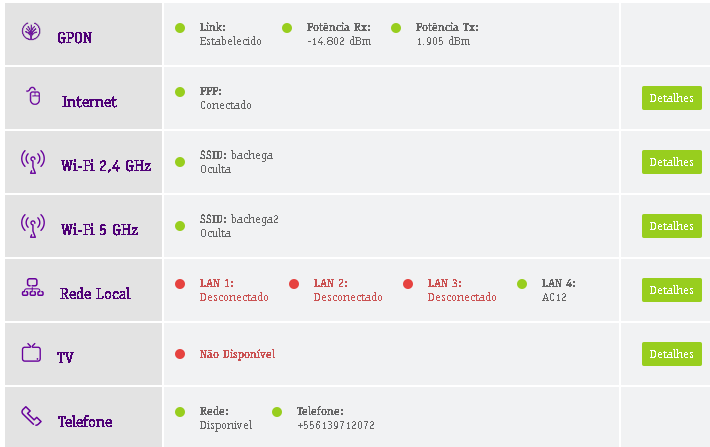 GPON
Link: Potência Rx: Potência Tx:
Estabelecido -14.802 dBm 1.905 dBm
Internet
PPP:
Conectado
Detalhes
Wi-Fi 2,4 GHz
SSID: bachega
Oculta
Detalhes
Wi-Fi 5 GHz
SSID: bachega2
Oculta
Detalhes
Rede Local
LAN 1: LAN 2: LAN 3: LAN 4:
Desconectado Desconectado Desconectado AC12
Detalhes
TV
Não Disponível
Detalhes
Telefone
Rede: Telefone:
Disponível +556139712072